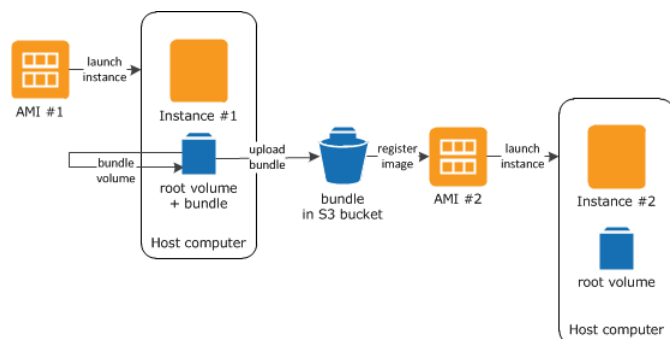 launch
instance
AMI #1
Instance #1
bundle
volume
root volume
+ bundle
Host computer
upload
bundle
bundle
in S3 bucket
register
image
AMI #2
launch
instance
Instance #2
root volume
Host computer